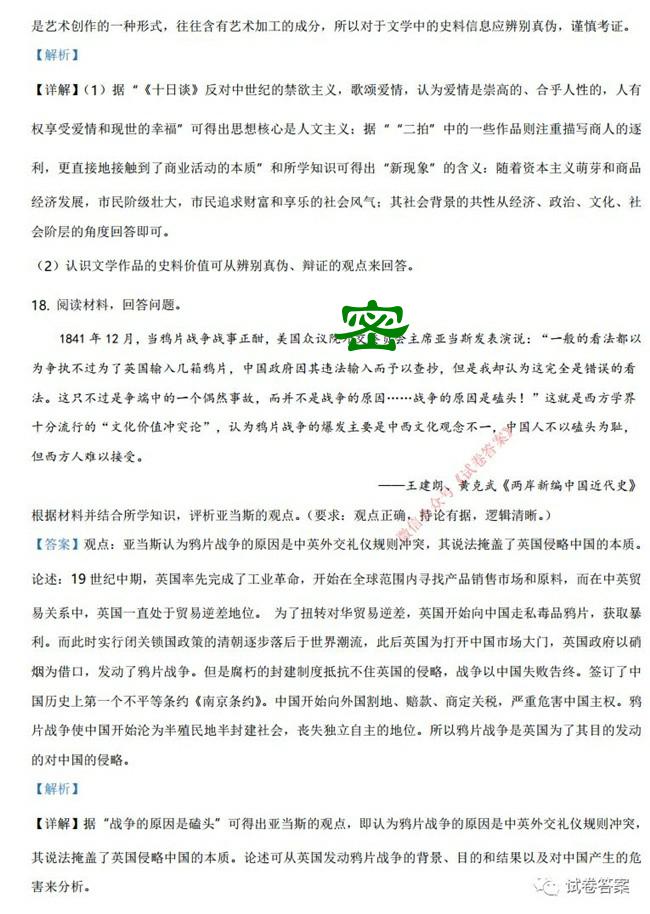 是艺术创作的一种形式，往往含有艺术加工的成分，所以对于文学中的史料信息应辨别真伪，谨慎考证。
【解析】
【详解】（1）据“《十日谈》反对中世纪的禁欲主义，歌颂爱情，认为爱情是崇高的、合乎人性的，人有
权享受爱情和现世的幸福”可得出思想核心是人文主义；据““二拍”中的一些作品则注重描写商人的逐
利，更直接地接触到了商业活动的本质”和所学知识可得出“新现象”的含义：随着资本主义萌芽和商品
经济发展，市民阶级壮大，市民追求财富和享乐的社会风气；其社会背景的共性从经济、政治、文化、社
会阶层的角度回答即可。
（2）认识文学作品的史料价值可从辨别真伪、辩证的观点来回答。
18. 阅读材料，回答问题。
密
1841 年 12 月，当鸦片战争战事正酣，美国众议院外交委员会主席亚当斯发表演说：“一般的看法都以
为争执不过为了英国输入几箱鸦片，中国政府因其违法输入而予以查抄，但是我却认为这完全是错误的看
法。这只不过是争端中的一个偶然事故，而并不是战争的原因……战争的原因是磕头！”这就是西方学界
十分流行的“文化价值冲突论”，认为鸦片战争的爆发主要是中西文化观念不一，中国人不以磕头为耻，
但西方人难以接受。
——王建朗、黄克武《两岸新编中国近代史》
微信公众号《试卷答案》
根据材料并结合所学知识，评析亚当斯的观点。（要求：观点正确，持论有据，逻辑清晰。）
【答案】观点：亚当斯认为鸦片战争的原因是中英外交礼仪规则冲突，其说法掩盖了英国侵略中国的本质。
论述：19 世纪中期，英国率先完成了工业革命，开始在全球范围内寻找产品销售市场和原料，而在中英贸
易关系中，英国一直处于贸易逆差地位。 为了扭转对华贸易逆差，英国开始向中国走私毒品鸦片，获取暴
利。而此时实行闭关锁国政策的清朝逐步落后于世界潮流，此后英国为打开中国市场大门，英国政府以硝
烟为借口，发动了鸦片战争。但是腐朽的封建制度抵抗不住英国的侵略，战争以中国失败告终。签订了中
国历史上第一个不平等条约《南京条约》。中国开始向外国割地、赔款、商定关税，严重危害中国主权。鸦
片战争使中国开始沦为半殖民地半封建社会，丧失独立自主的地位。所以鸦片战争是英国为了其目的发动
的对中国的侵略。
【解析】
【详解】据“战争的原因是磕头”可得出亚当斯的观点，即认为鸦片战争的原因是中英外交礼仪规则冲突，
其说法掩盖了英国侵略中国的本质。论述可从英国发动鸦片战争的背景、目的和结果以及对中国产生的危
害来分析。
试卷答案